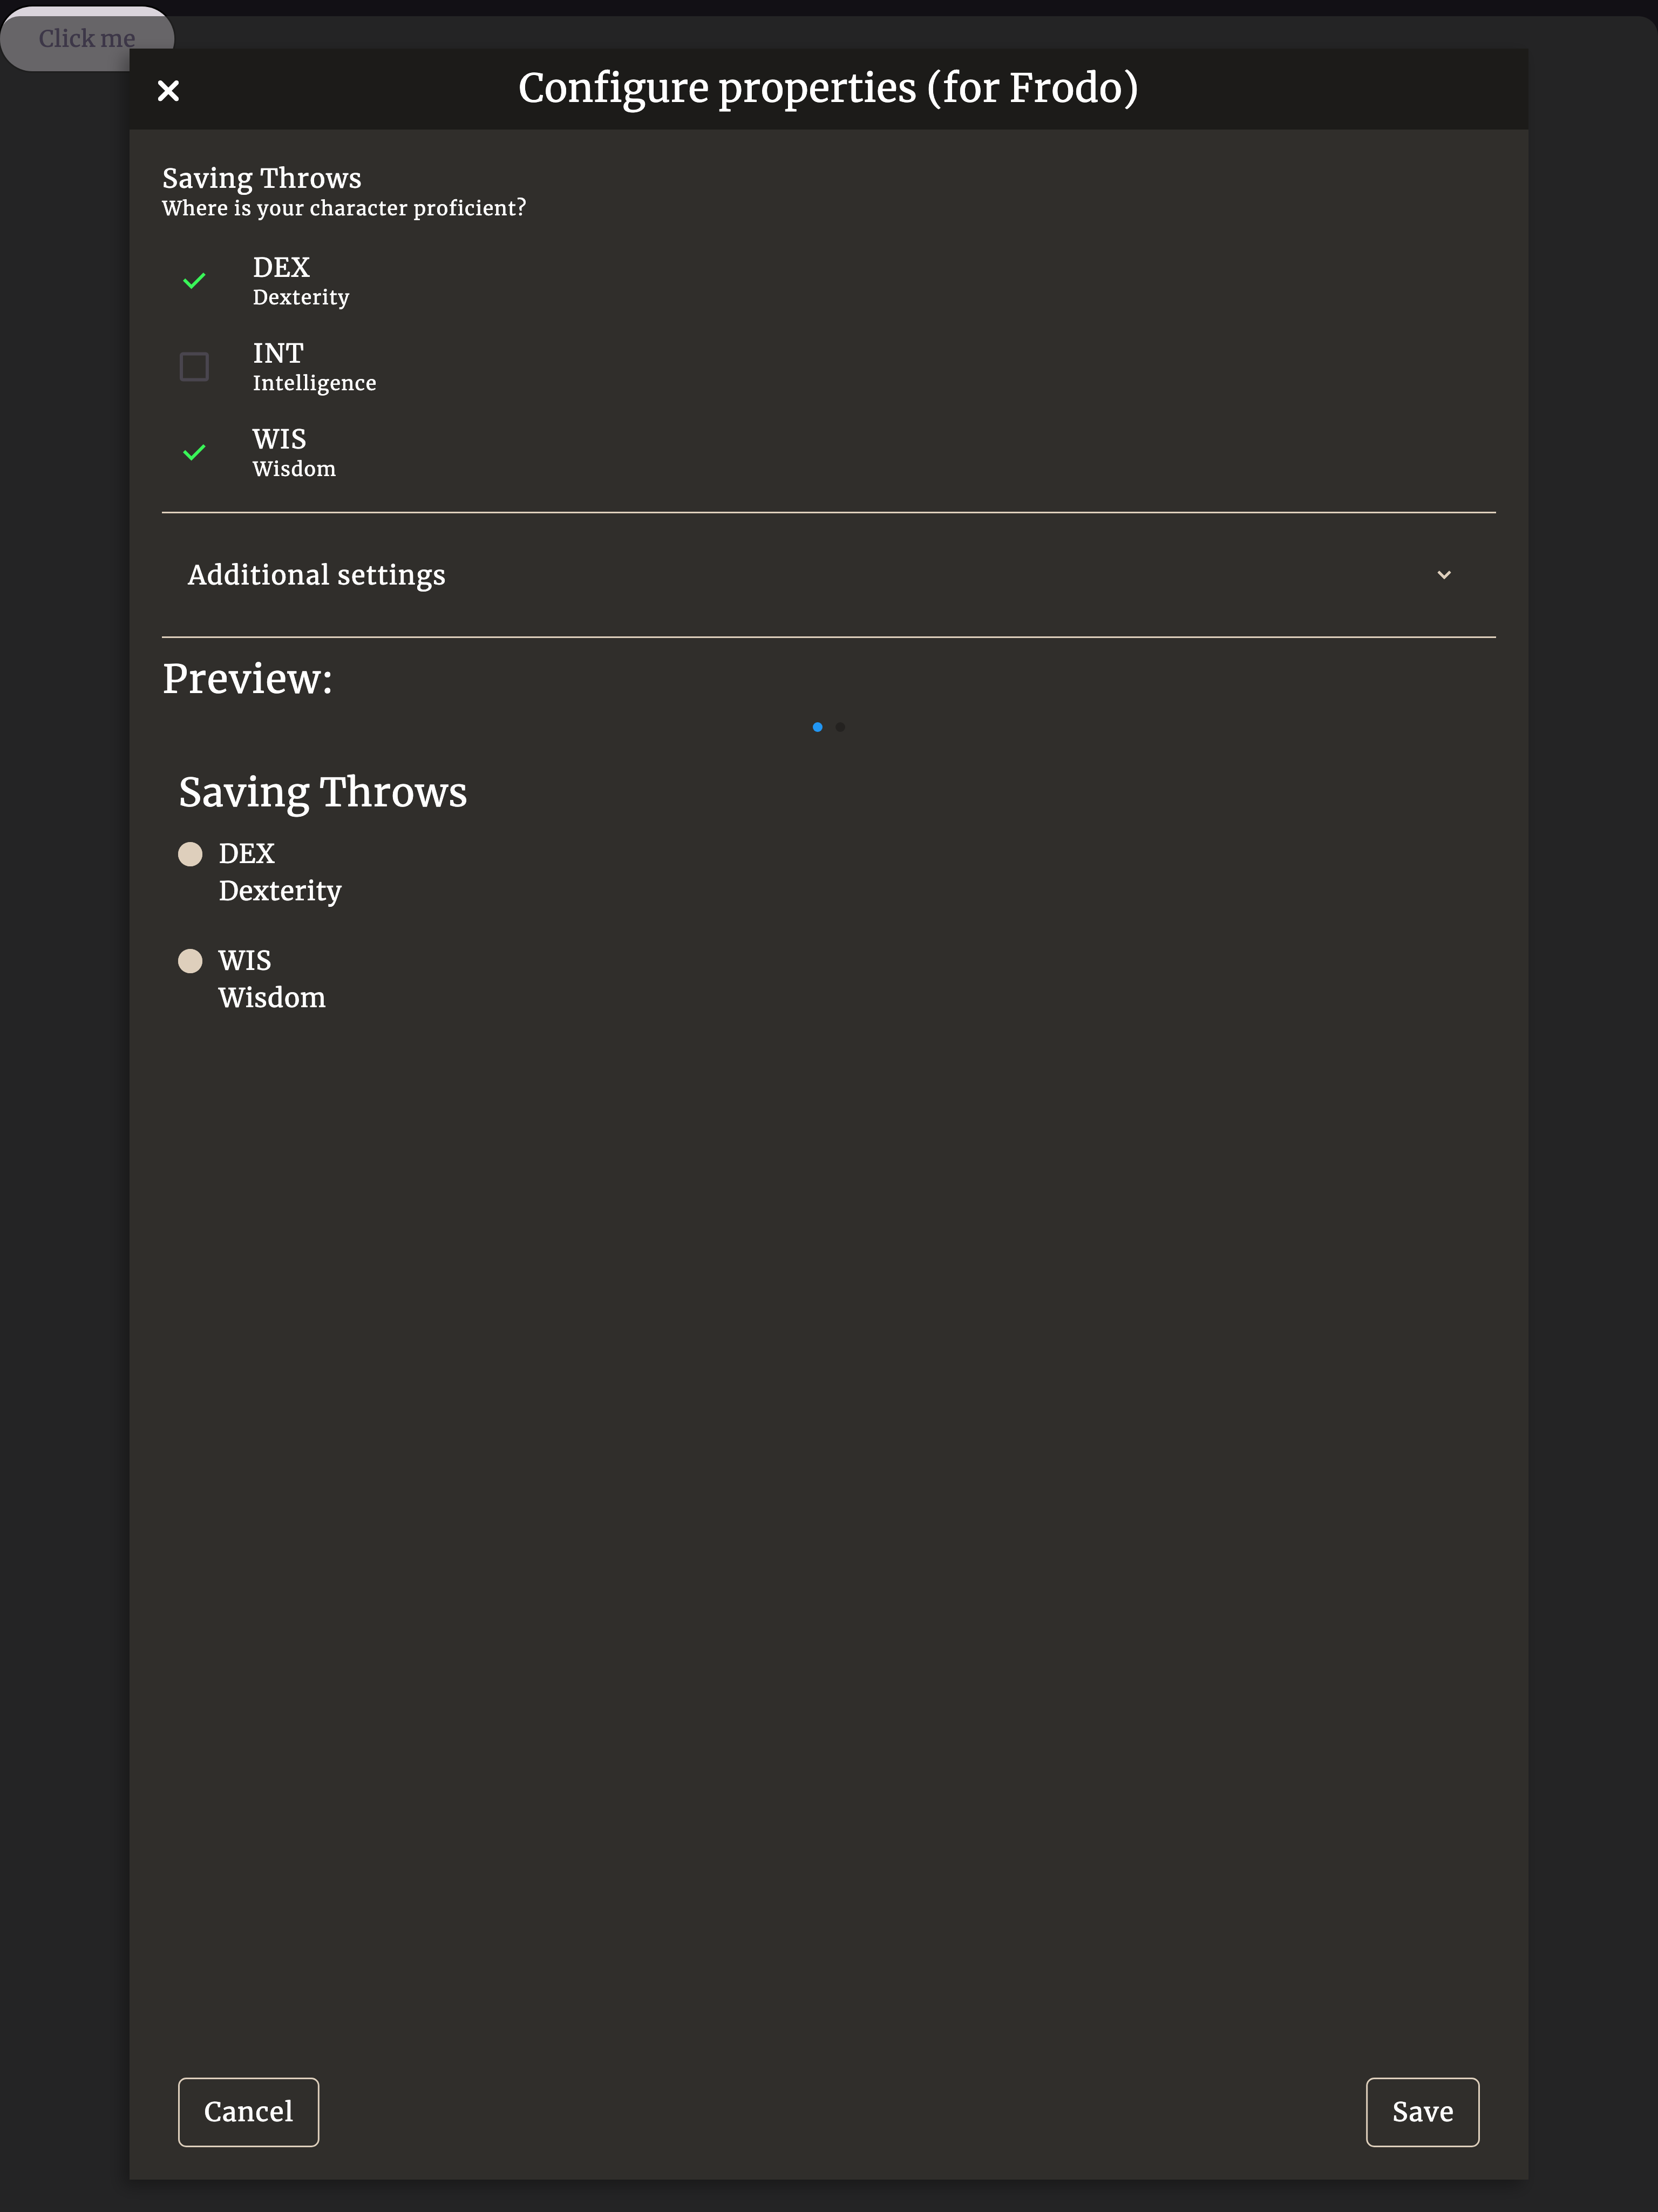 Click me
Configure properties (for Frodo)
Saving Throws
Where is your character proficient?
DEX
Dexterity
INT
Intelligence
WIS
Wisdom
Additional settings
Preview:
Saving Throws
DEX
Dexterity
WIS
Wisdom
Cancel
Save